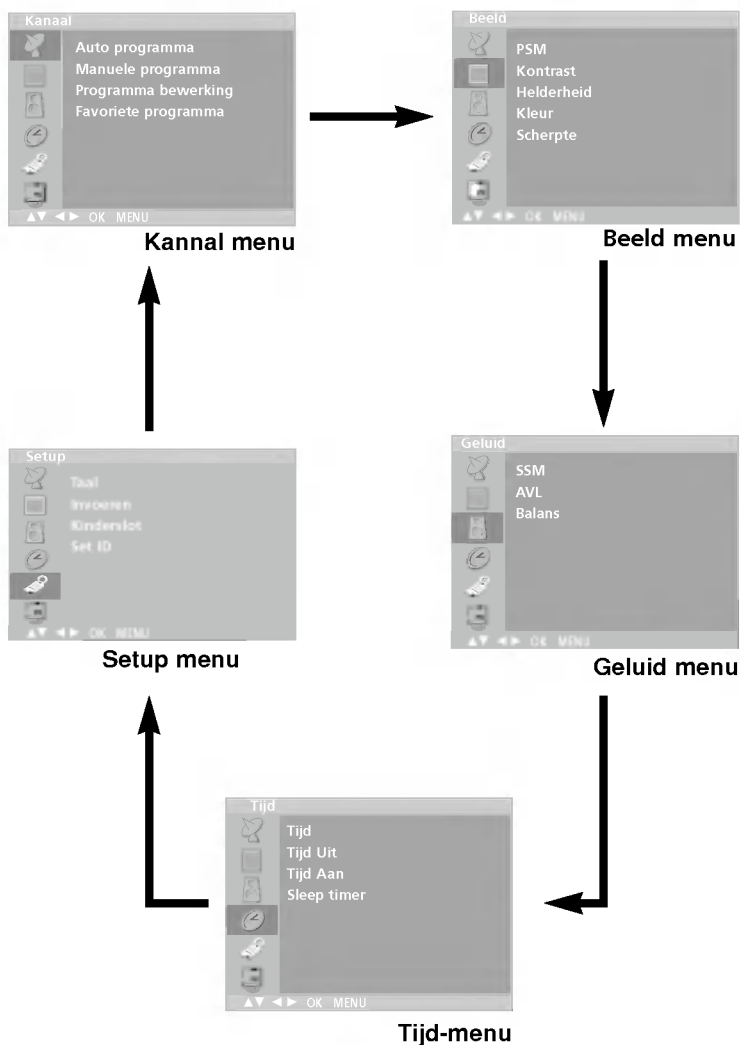 Kanaal
Auto programma
Manuele programma
Programma bewerking
Favoriete programma
▲▼ ◄► OK MENU
Kannal menu
Beeld
PSM
Kontrast
Helderheid
Kleur
Scherpte
▲▼ ◄► OK MENU
Beeld menu
Setup
Taal
Invoeren
Kinderslot
Set ID
▲▼ ◄► OK MENU
Setup menu
Geluid
SSM
AVL
Balans
▲▼ ◄► OK MENU
Geluid menu
Tijd
Tijd
Tijd Uit
Tijd Aan
Sleep timer
▲▼ ◄► OK MENU
Tijd-menu